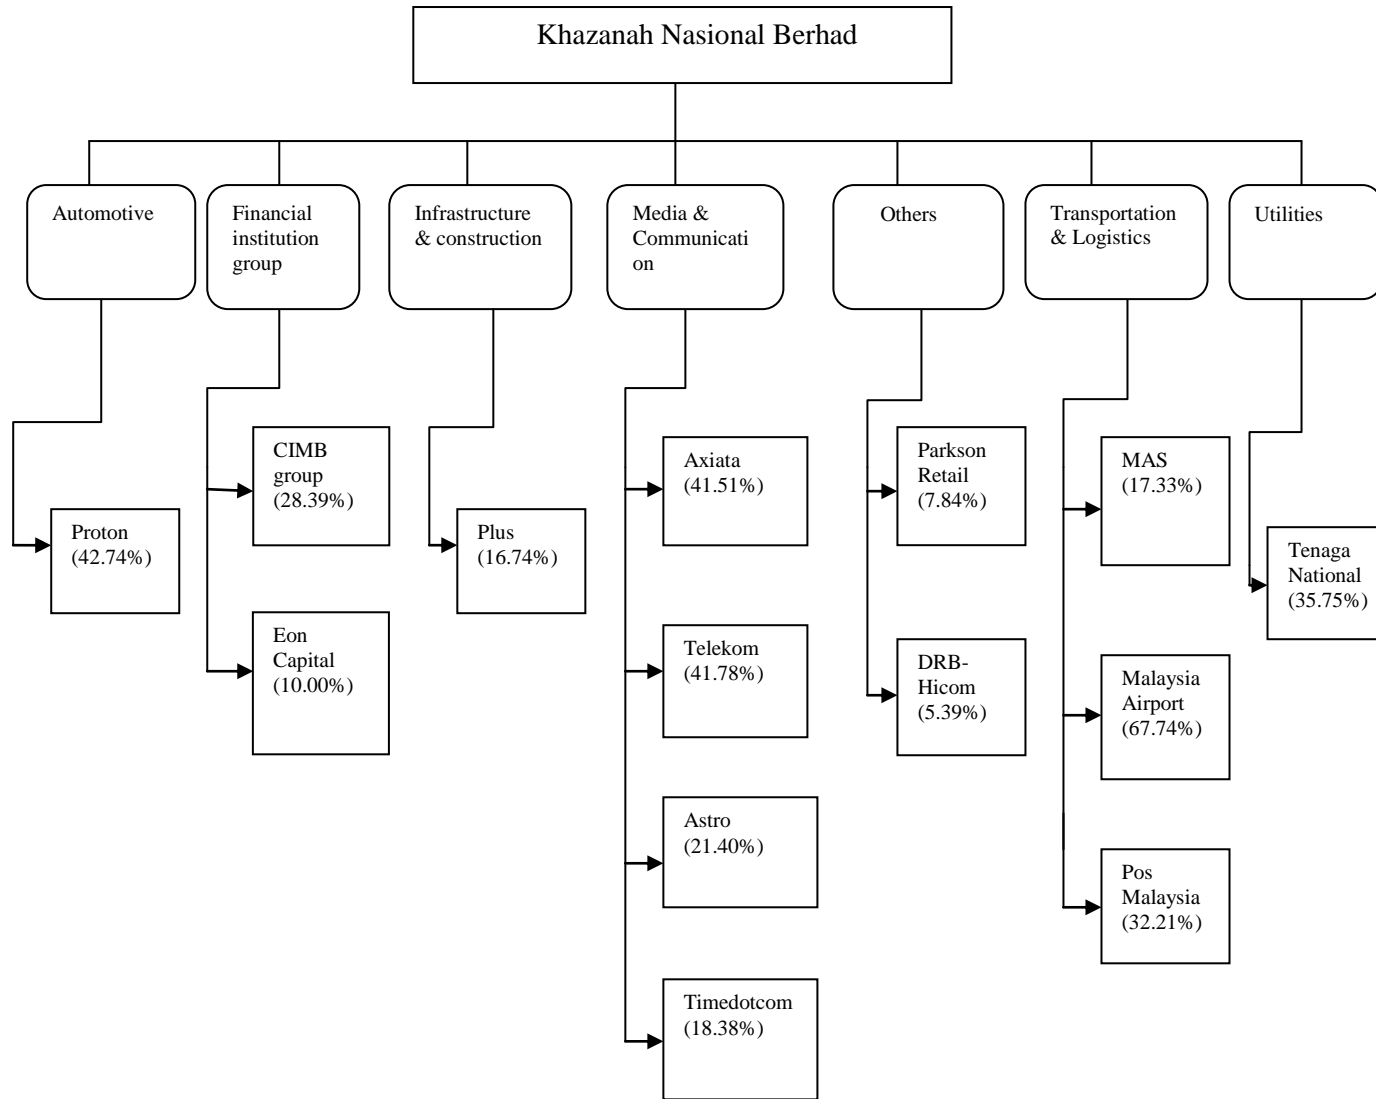 Khazanah Nasional Berhad
Automotive
Financial
institution
group
Infrastructure
& construction
Media &
Communicati
on
Others
Transportation
& Logistics
Utilities
Proton
(42.74%)
CIMB
group
(28.39%)
Eon
Capital
(10.00%)
Plus
(16.74%)
Axiata
(41.51%)
Telekom
(41.78%)
Astro
(21.40%)
Timedotcom
(18.38%)
Parkson
Retail
(7.84%)
DRB-
Hicom
(5.39%)
MAS
(17.33%)
Malaysia
Airport
(67.74%)
Pos
Malaysia
(32.21%)
Tenaga
National
(35.75%)